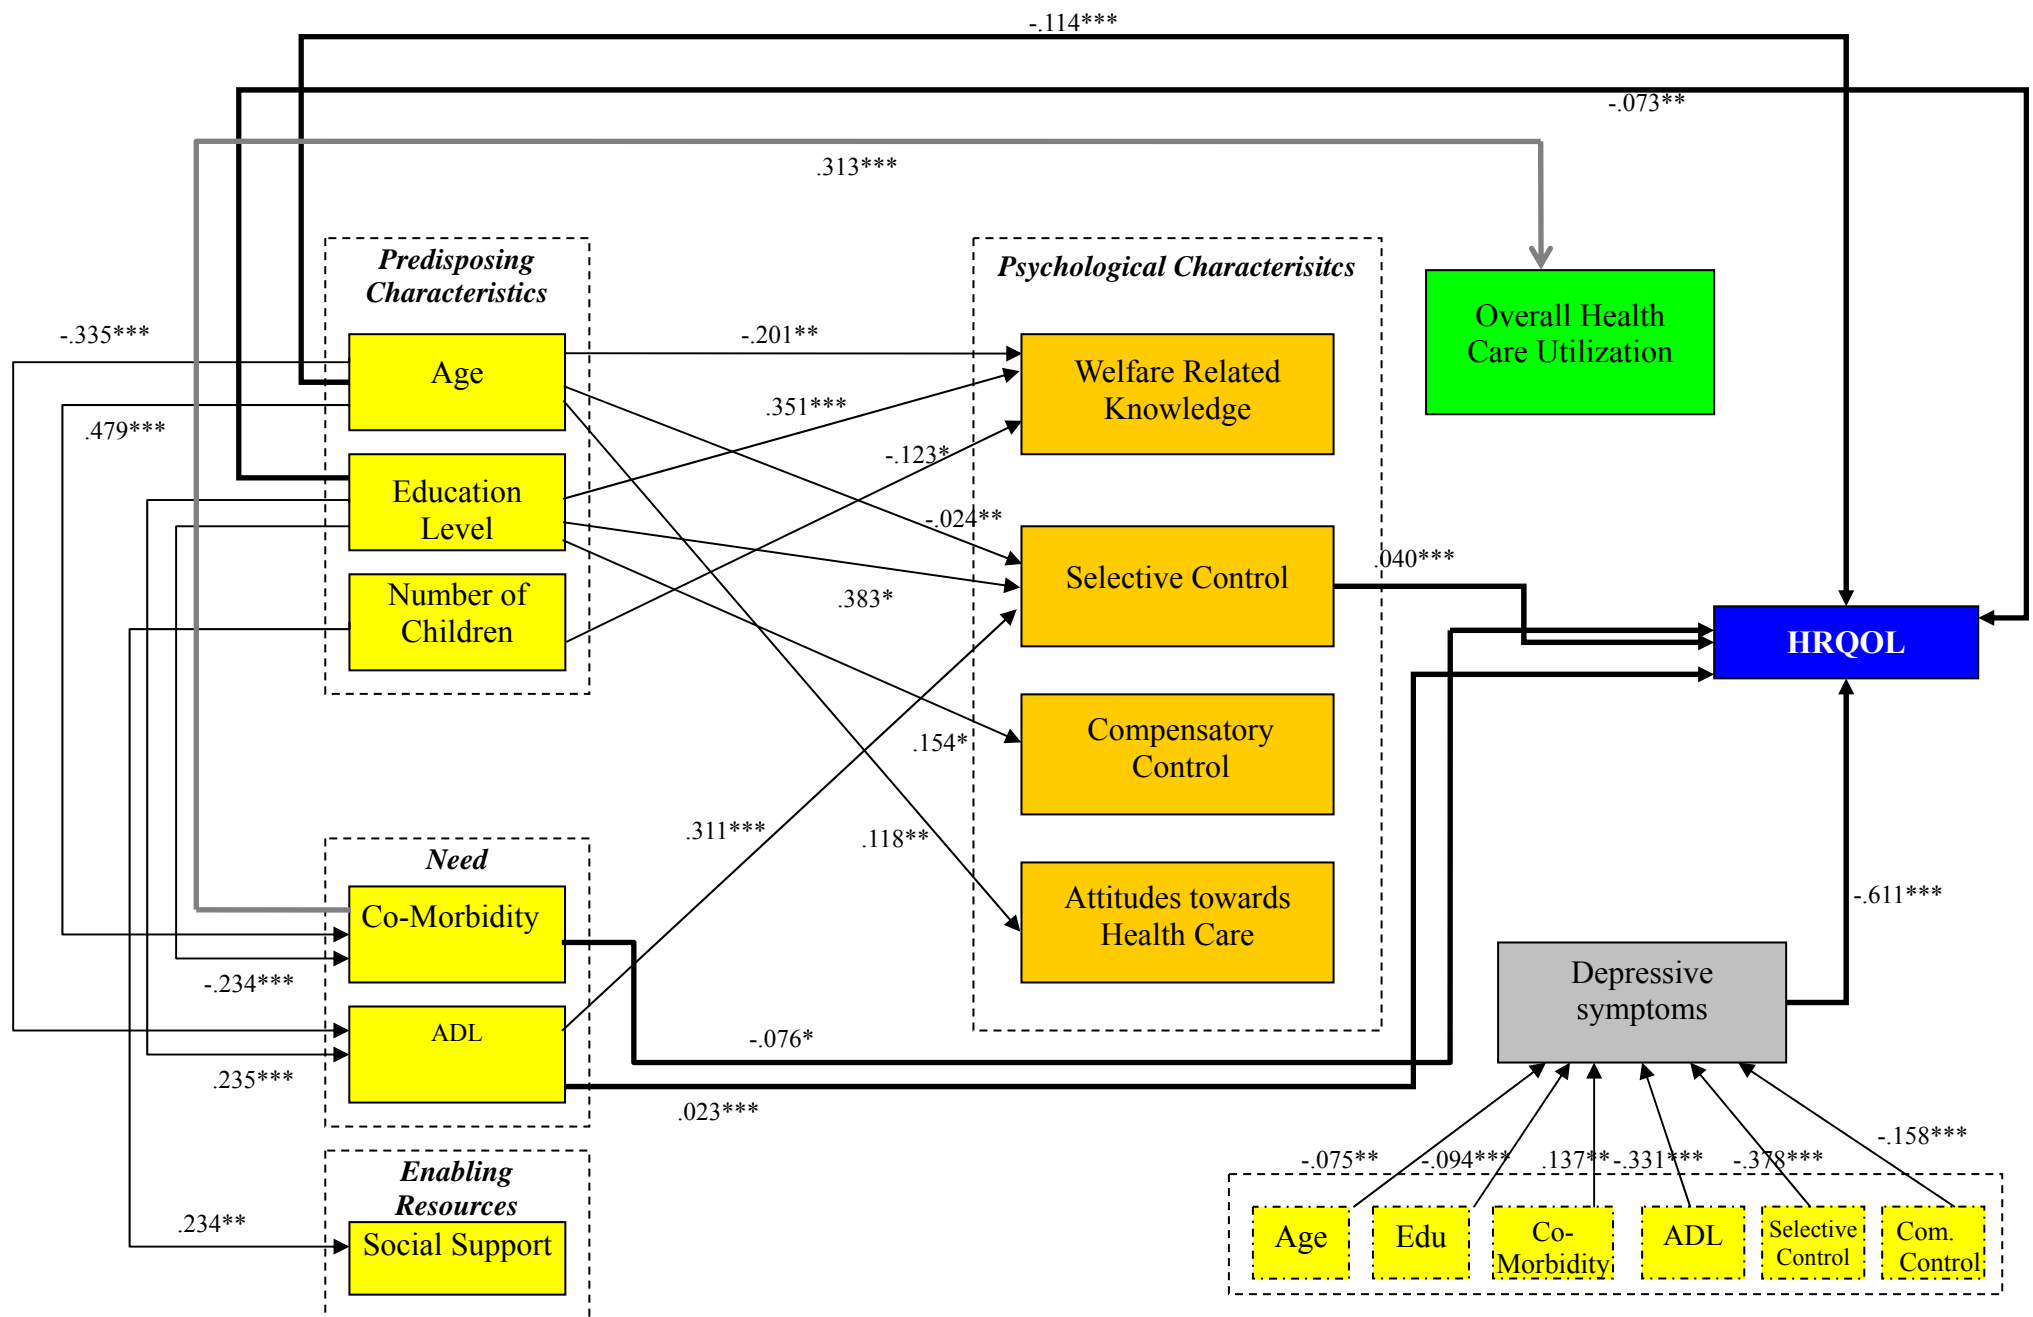 -.114***
-.073**
.313***
Predisposing
Characteristics
Psychological Characterisitcs
-.335***
-.201**
Age
Welfare Related
Knowledge
Overall Health
Care Utilization
.479***
.351***
-.123*
Education
Level
-.024**
Number of
Children
.383*
Selective Control
.040***
HRQOL
Compensatory
Control
.154*
.311***
.118**
Need
Co-Morbidity
Attitudes towards
Health Care
-.611***
-.234***
Depressive
symptoms
ADL
-.076*
.235***
.023***
-.075**
-.094***
.137**
-.331***
-.378***
-.158***
Enabling
Resources
.234**
Social Support
Age
Edu
Co-
Morbidity
ADL
Selective
Control
Com.
Control